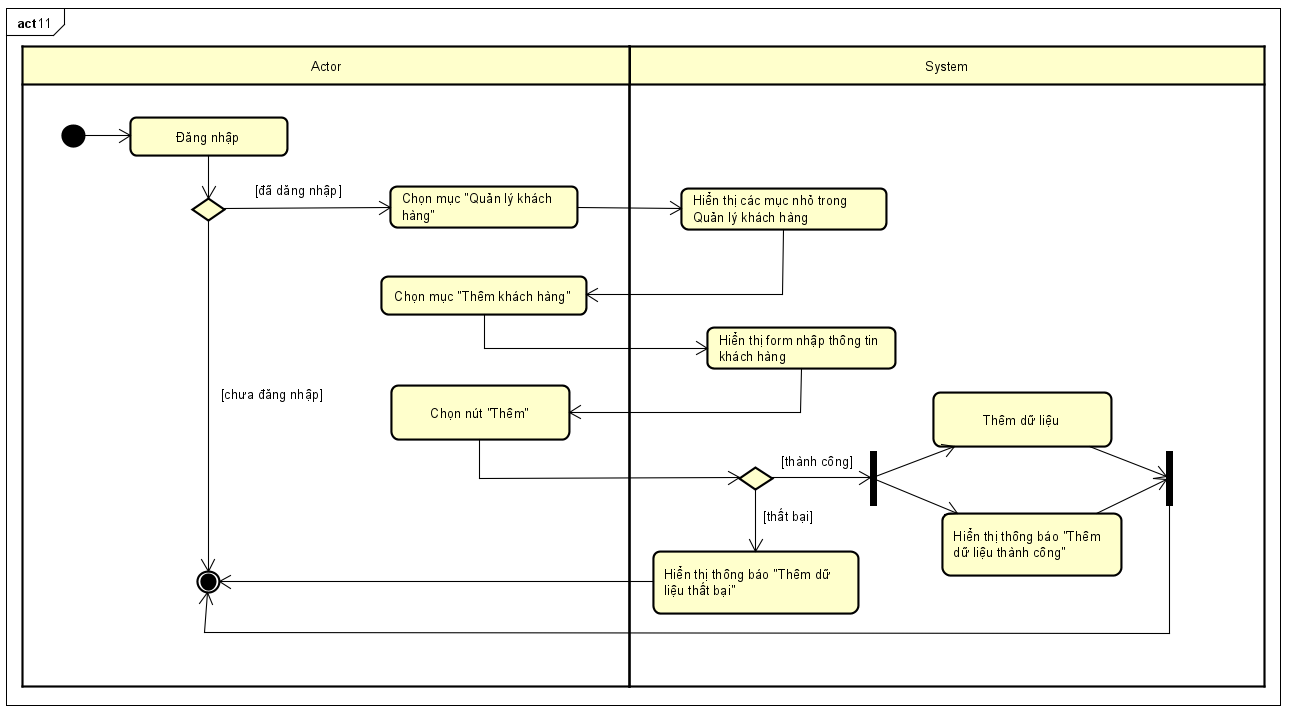 act 11
Actor
System
Đăng nhập
[đã dăng nhập]
Chọn mục "Quản lý khách
hàng"
Hiển thị các mục nhỏ trong
Quản lý khách hàng
Chọn mục "Thêm khách hàng"
Hiển thị form nhập thông tin
khách hàng
[chưa đăng nhập]
Chọn nút "Thêm"
Thêm dữ liệu
[thành công]
[thất bại]
Hiển thị thông báo "Thêm
dữ liệu thành công"
Hiển thị thông báo "Thêm dữ
liệu thất bại"